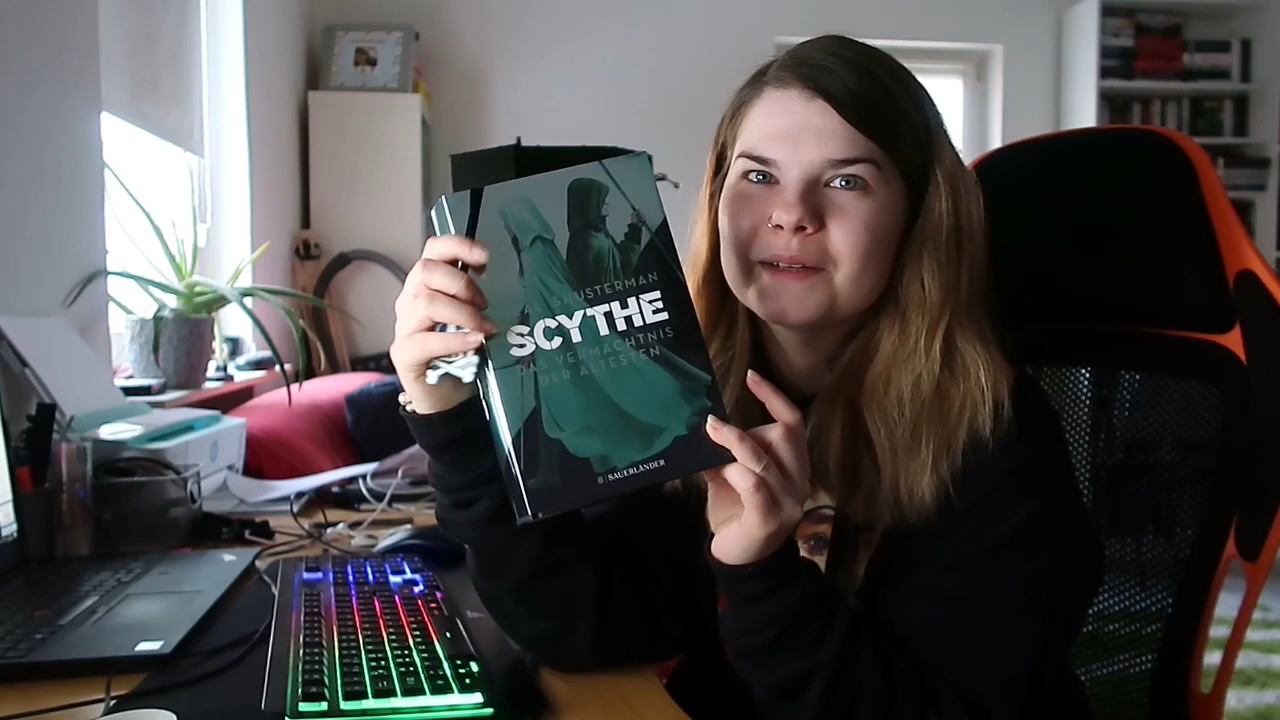 SHUSTERMAN
SCYTHE
DAS VERMÄCHTNIS
DER ÄLTESTEN
SAUERLÄNDER